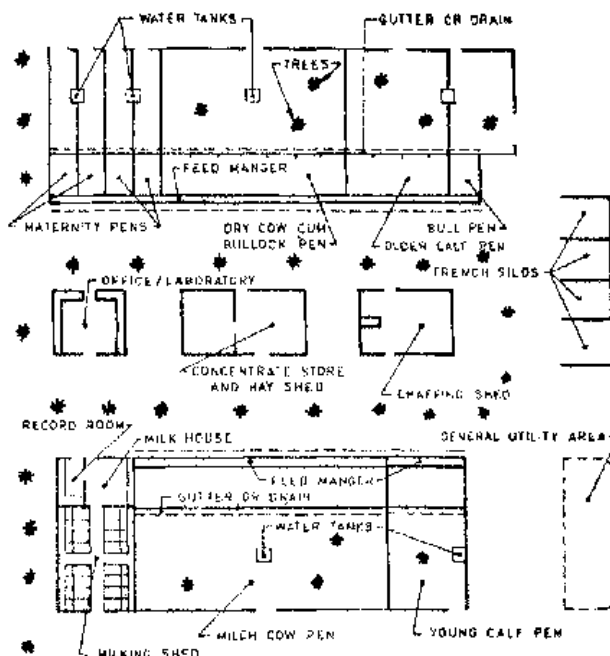 WATER TANKS
GUTTER OR DRAIN
TREES
FEED MANGER
MATERNITY PENS
DRY COW CUM
BULLOCK PEN
BULL PEN
OLDER CALF PEN
TRENCH SILOS
OFFICE/LABORATORY
CONCENTRATE STORE
AND HAY SHED
CHAFFING SHED
RECORD ROOM
MILK HOUSE
GENERAL UTILITY AREA
FEED MANGER
GUTTER OR DRAIN
WATER TANKS
MILCH COW PEN
YOUNG CALF PEN
MILKING SHED